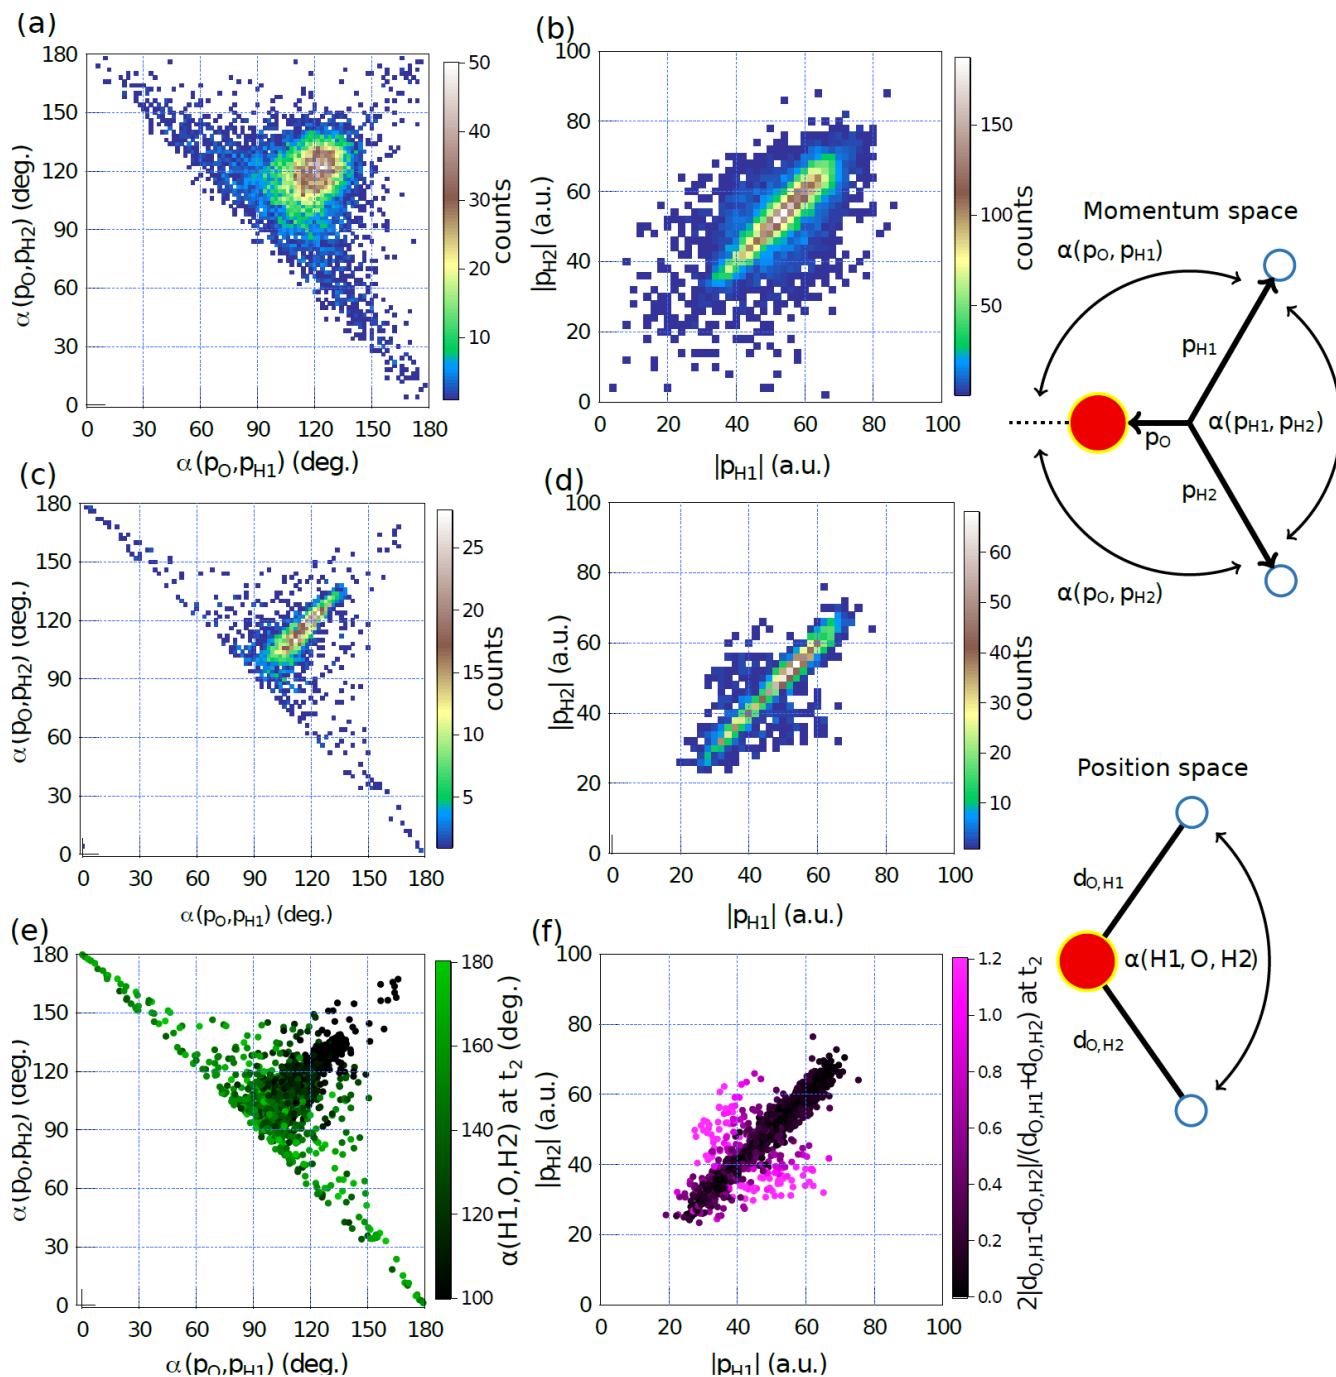 (a)
180
150
120
90
60
30
0
α(pO,pH2) (deg.)
0 30 60 90 120 150 180
α(pO,pH1) (deg.)
50
40
30
20
10
counts
(b)
100
80
60
40
20
0
|pH2| (a.u.)
0 20 40 60 80 100
|pH1| (a.u.)
150
100
50
counts
Momentum space
α(pO, pH1)
pH1
α(pH1, pH2)
pO
pH2
α(pO, pH2)
(c)
180
150
120
90
60
30
0
α(pO,pH2) (deg.)
0 30 60 90 120 150 180
α(pO,pH1) (deg.)
25
20
15
10
5
counts
(d)
100
80
60
40
20
0
|pH2| (a.u.)
0 20 40 60 80 100
|pH1| (a.u.)
60
50
40
30
20
10
counts
Position space
dO,H1
α(H1, O, H2)
dO,H2
(e)
180
150
120
90
60
30
0
α(pO,pH2) (deg.)
0 30 60 90 120 150 180
α(pO,pH1) (deg.)
180
160
140
120
100
α(H1,O,H2) at t2 (deg.)
(f)
100
80
60
40
20
0
|pH2| (a.u.)
0 20 40 60 80 100
|pH1| (a.u.)
1.2
1.0
0.8
0.6
0.4
0.2
0.0
2|dO,H1-dO,H2|/(dO,H1+dO,H2) at t2